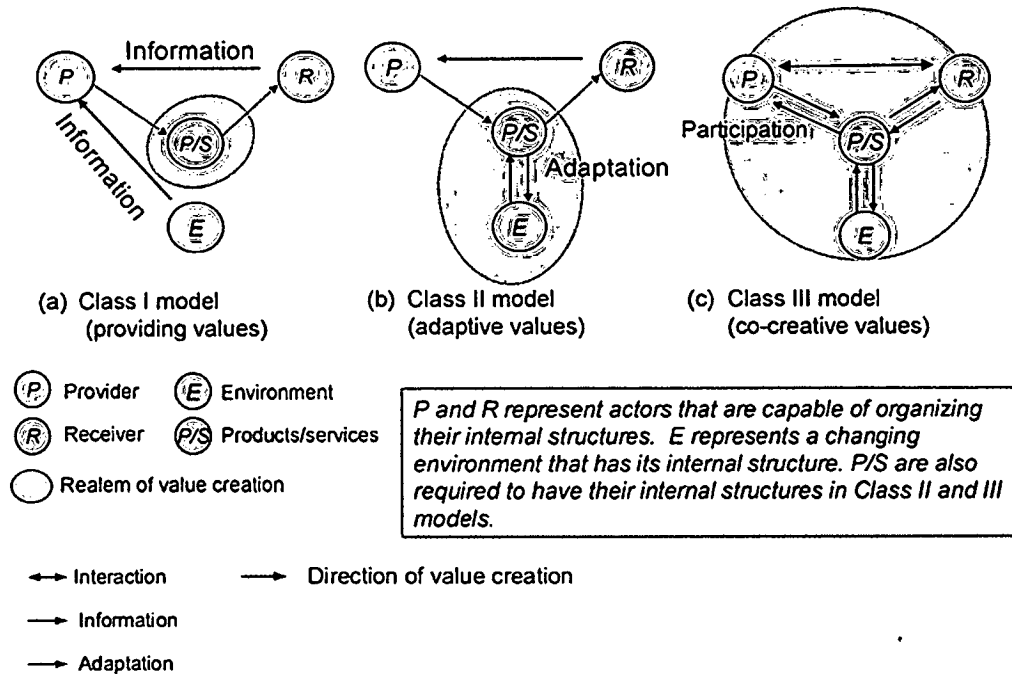 Information
P
R
P/S
Information
E
P
R
P/S
Adaptation
E
P
R
Participation
P/S
E
(a) Class I model
(providing values)
(b) Class II model
(adaptive values)
(c) Class III model
(co-creative values)
P Provider
E Environment
R Receiver
P/S Products/services
Realem of value creation
P and R represent actors that are capable of organizing
their internal structures. E represents a changing
environment that has its internal structure. P/S are also
required to have their internal structures in Class II and III
models.
Interaction
Direction of value creation
Information
Adaptation